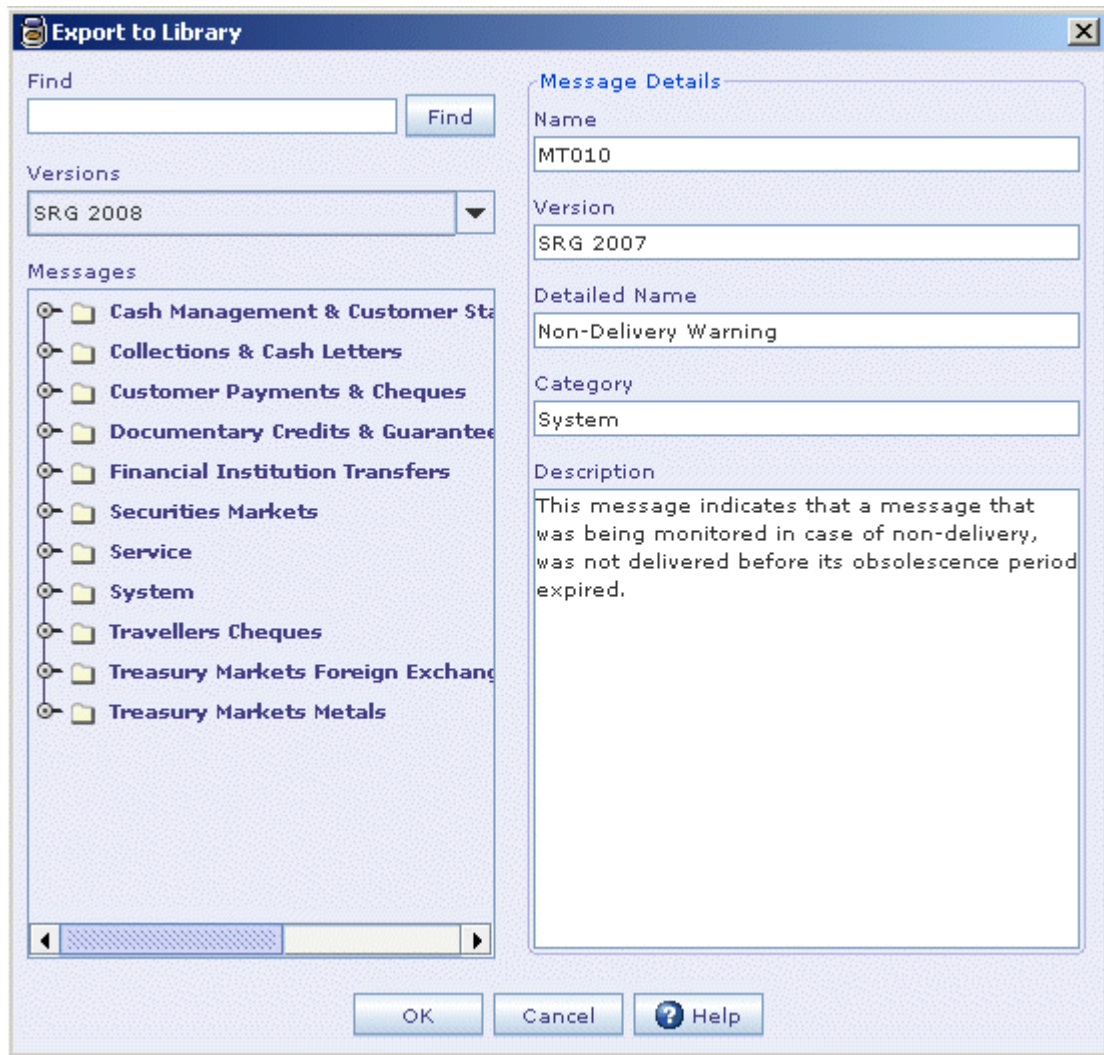 Export to Library
Find
Find
Versions
SRG 2008
Messages
Cash Management & Customer Sta
Collections & Cash Letters
Customer Payments & Cheques
Documentary Credits & Guarantee
Financial Institution Transfers
Securities Markets
Service
System
Travellers Cheques
Treasury Markets Foreign Exchang
Treasury Markets Metals
Message Details
Name
MT010
Version
SRG 2007
Detailed Name
Non-Delivery Warning
Category
System
Description
This message indicates that a message that
was being monitored in case of non-delivery,
was not delivered before its obsolescence period
expired.
OK
Cancel
? Help